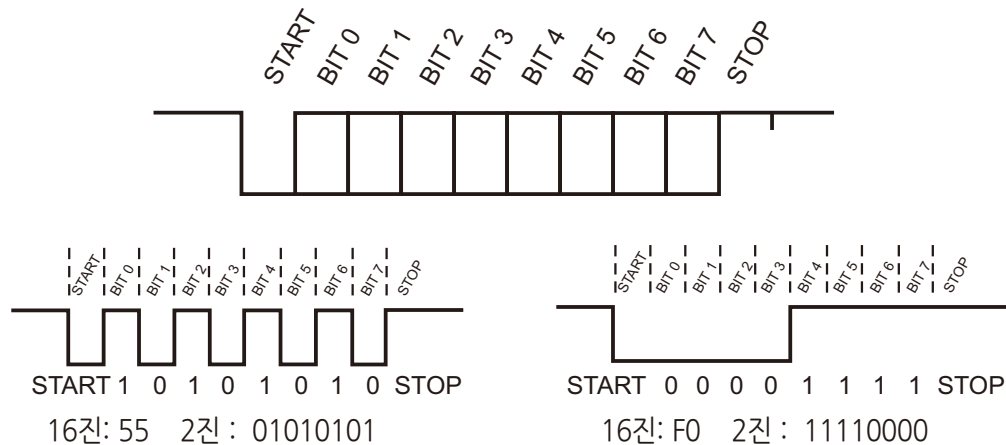 START BIT 0 BIT 1 BIT 2 BIT 3 BIT 4 BIT 5 BIT 6 BIT 7 STOP
START BIT 0 BIT 1 BIT 2 BIT 3 BIT 4 BIT 5 BIT 6 BIT 7 STOP
START 1 0 1 0 1 0 1 0 STOP
16진: 55 2진 : 01010101
START BIT 0 BIT 1 BIT 2 BIT 3 BIT 4 BIT 5 BIT 6 BIT 7 STOP
START 0 0 0 0 1 1 1 1 STOP
16진: F0 2진 : 11110000